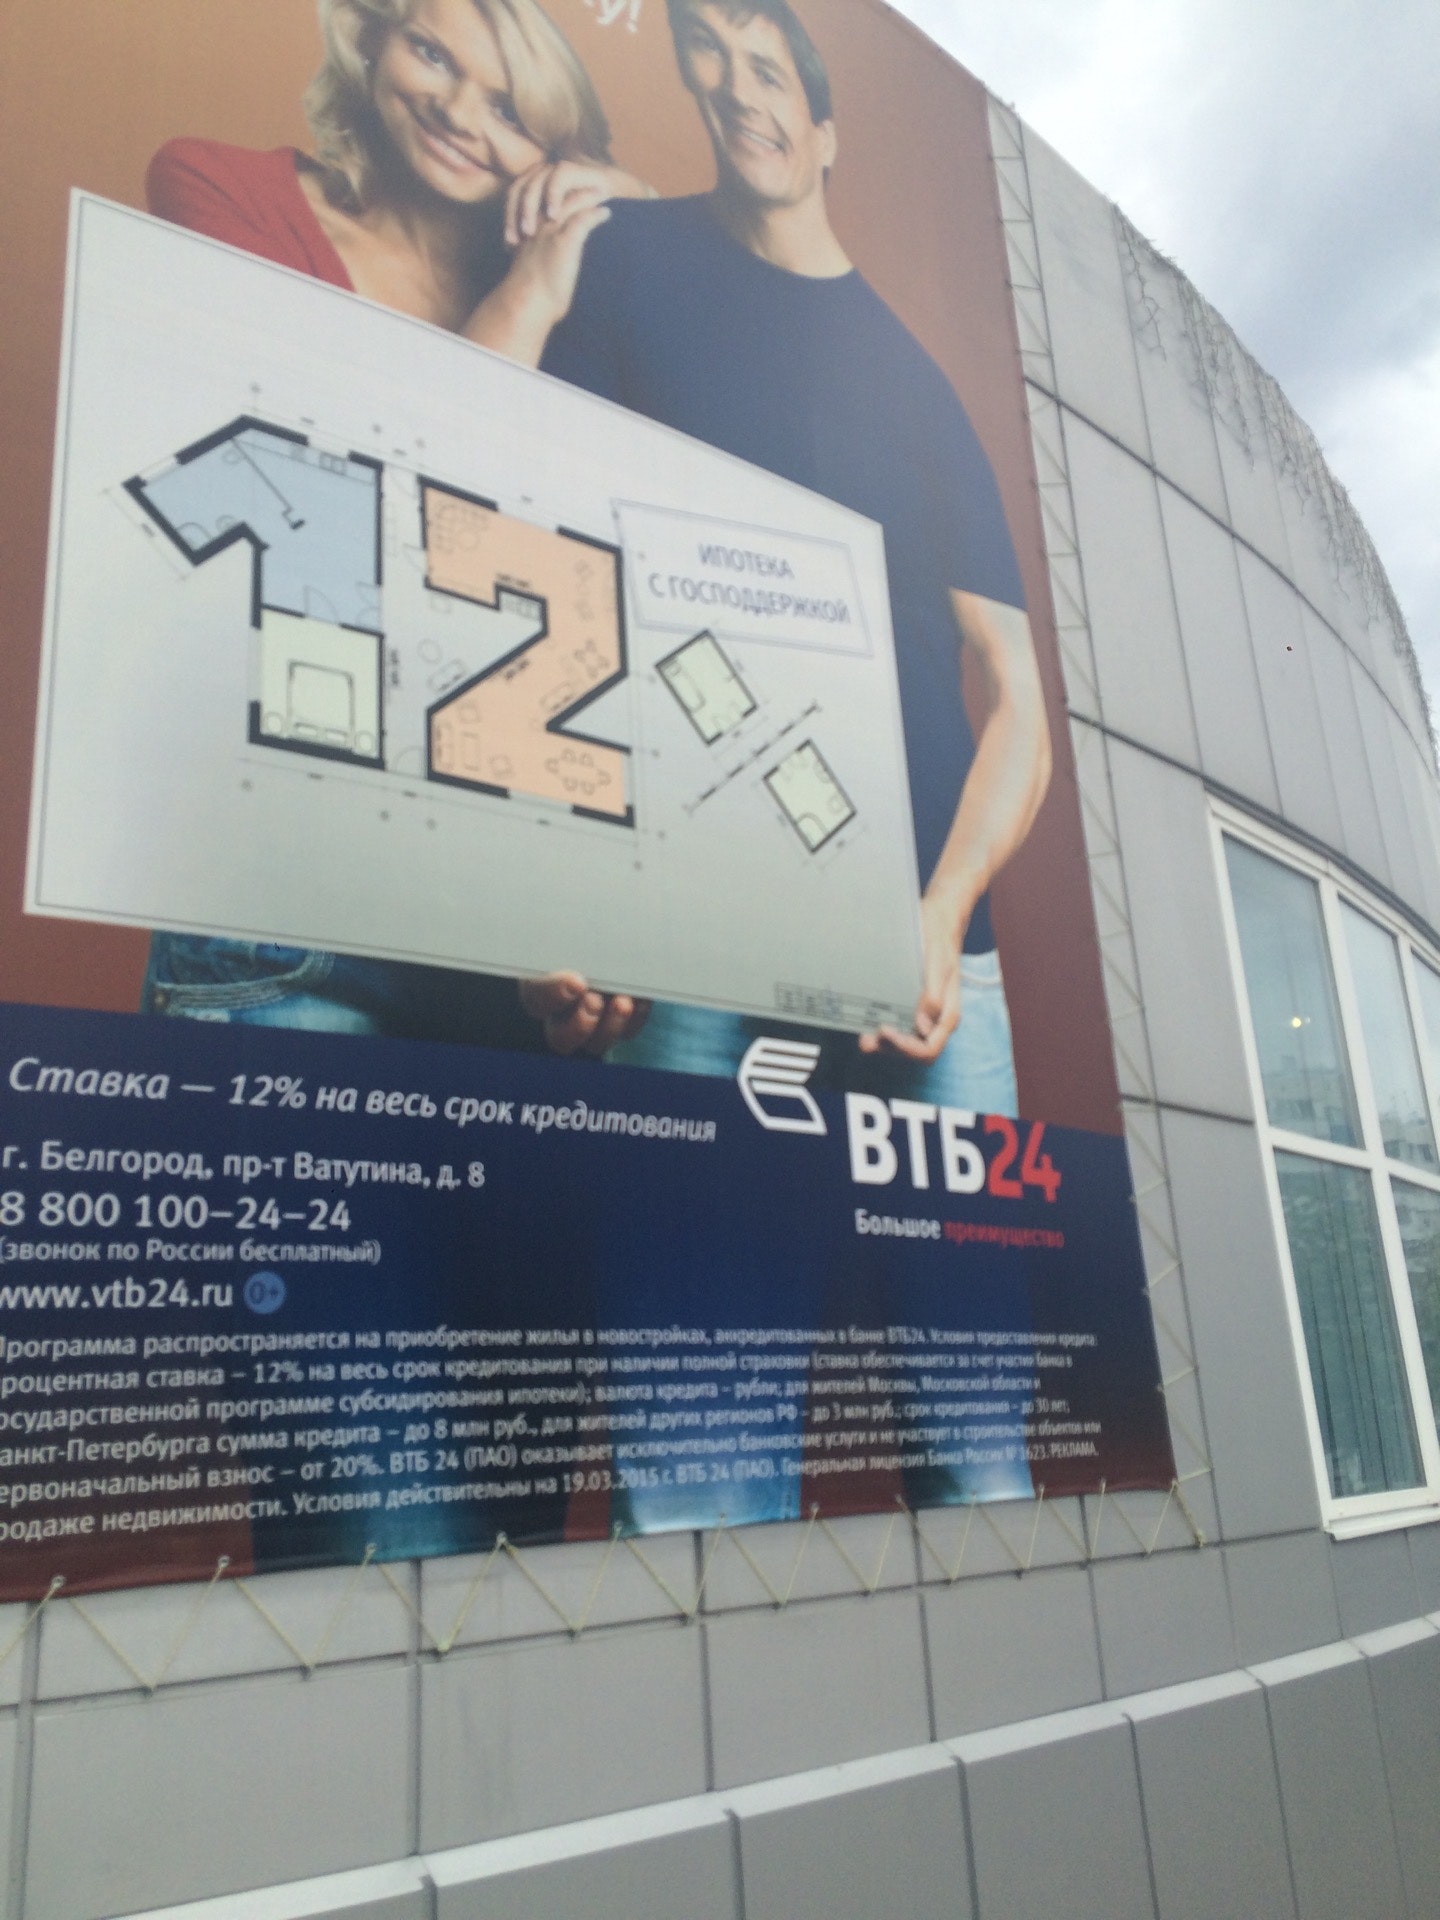 у!
12%
ИПОТЕКА
С ГОСПОДДЕРЖКОЙ
Ставка — 12% на весь срок кредитования
г. Белгород, пр-т Ватутина, д. 8
8 800 100–24–24
(звонок по России бесплатный)
www.vtb24.ru 0+
ВТБ24
Большое преимущество
Программа распространяется на приобретение жилья в новостройках, аккредитованных в банке ВТБ24. Условия предоставления кредита:
роцентная ставка – 12% на весь срок кредитования при наличии полной страховки (ставка обеспечивается за счет участия банка в
осударственной программе субсидирования ипотеки); валюта кредита – рубли; для жителей Москвы, Московской области и
анкт-Петербурга сумма кредита – до 8 млн руб., для жителей других регионов РФ – до 3 млн руб.; срок кредитования – до 30 лет,
ервоначальный взнос – от 20%. ВТБ 24 (ПАО) оказывает исключительно банковские услуги и не участвует в строительстве объектов или
родаже недвижимости. Условия действительны на 19.03.2015 г. ВТБ 24 (ПАО). Генеральная лицензия Банка России № 1623. РЕКЛАМА.